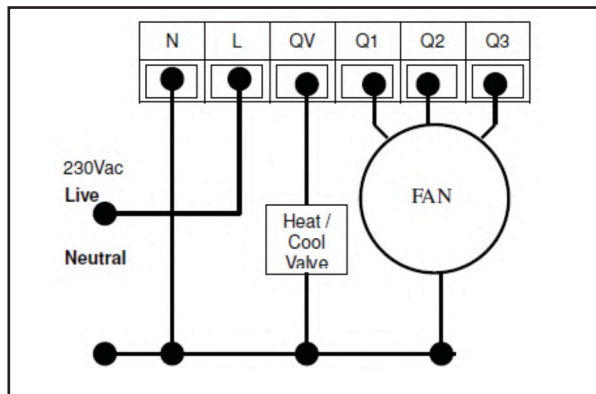 N L QV Q1 Q2 Q3
230Vac
Live
Neutral
Heat /
Cool
Valve
FAN